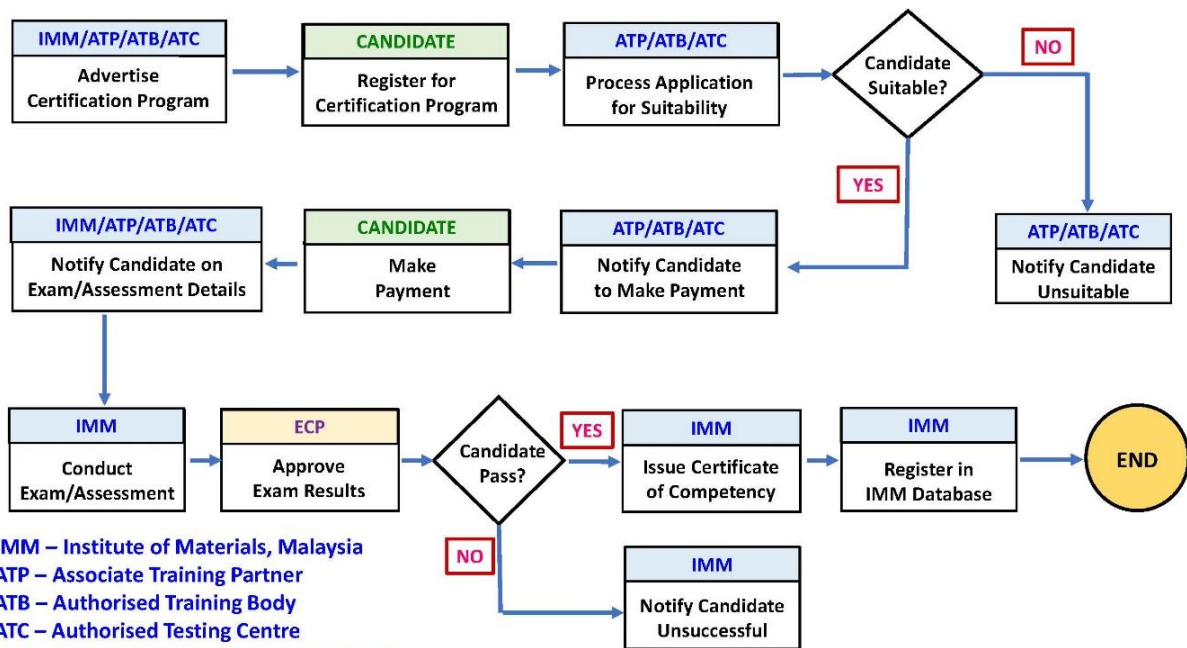 IMM/ATP/ATB/ATC
Advertise
Certification Program
CANDIDATE
Register for
Certification Program
ATP/ATB/ATC
Process Application
for Suitability
Candidate
Suitable?
NO
YES
IMM/ATP/ATB/ATC
Notify Candidate on
Exam/Assessment Details
CANDIDATE
Make
Payment
ATP/ATB/ATC
Notify Candidate
to Make Payment
ATP/ATB/ATC
Notify Candidate
Unsuitable
IMM
Conduct
Exam/Assessment
ECP
Approve
Exam Results
Candidate
Pass?
YES
IMM
Issue Certificate
of Competency
IMM
Register in
IMM Database
END
NO
IMM
Notify Candidate
Unsuccessful
IMM – Institute of Materials, Malaysia
ATP – Associate Training Partner
ATB – Authorised Training Body
ATC – Authorised Testing Centre